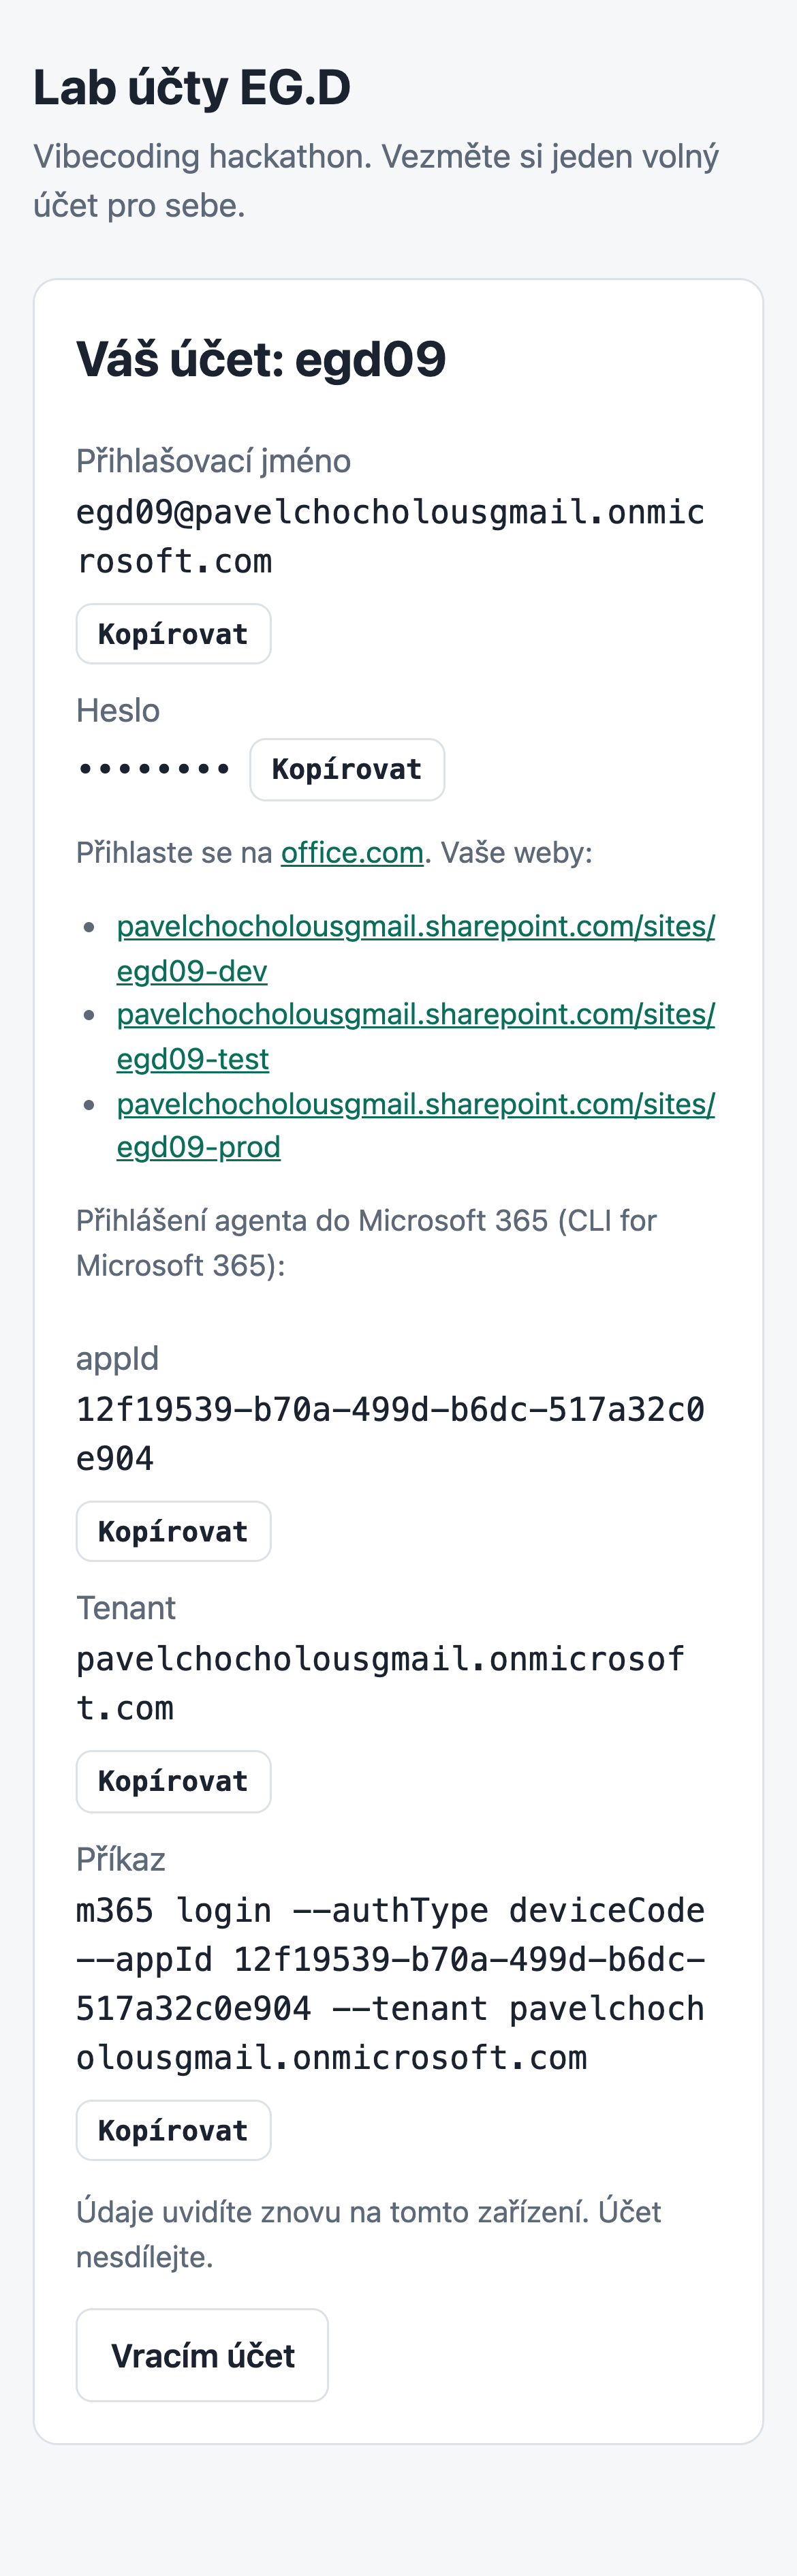 Lab účty EG.D
Vibecoding hackathon. Vezměte si jeden volný
účet pro sebe.
Váš účet: egd09
Přihlašovací jméno
egd09@pavelchocholousgmail.onmic
rosoft.com
Kopírovat
Heslo
•••••••• Kopírovat
Přihlaste se na office.com. Vaše weby:
• pavelchocholousgmail.sharepoint.com/sites/
egd09-dev
• pavelchocholousgmail.sharepoint.com/sites/
egd09-test
• pavelchocholousgmail.sharepoint.com/sites/
egd09-prod
Přihlášení agenta do Microsoft 365 (CLI for
Microsoft 365):
appId
12f19539-b70a-499d-b6dc-517a32c0
e904
Kopírovat
Tenant
pavelchocholousgmail.onmicrosof
t.com
Kopírovat
Příkaz
m365 login --authType deviceCode
--appId 12f19539-b70a-499d-b6dc-
517a32c0e904 --tenant pavelchoch
olousgmail.onmicrosoft.com
Kopírovat
Údaje uvidíte znovu na tomto zařízení. Účet
nesdílejte.
Vracím účet